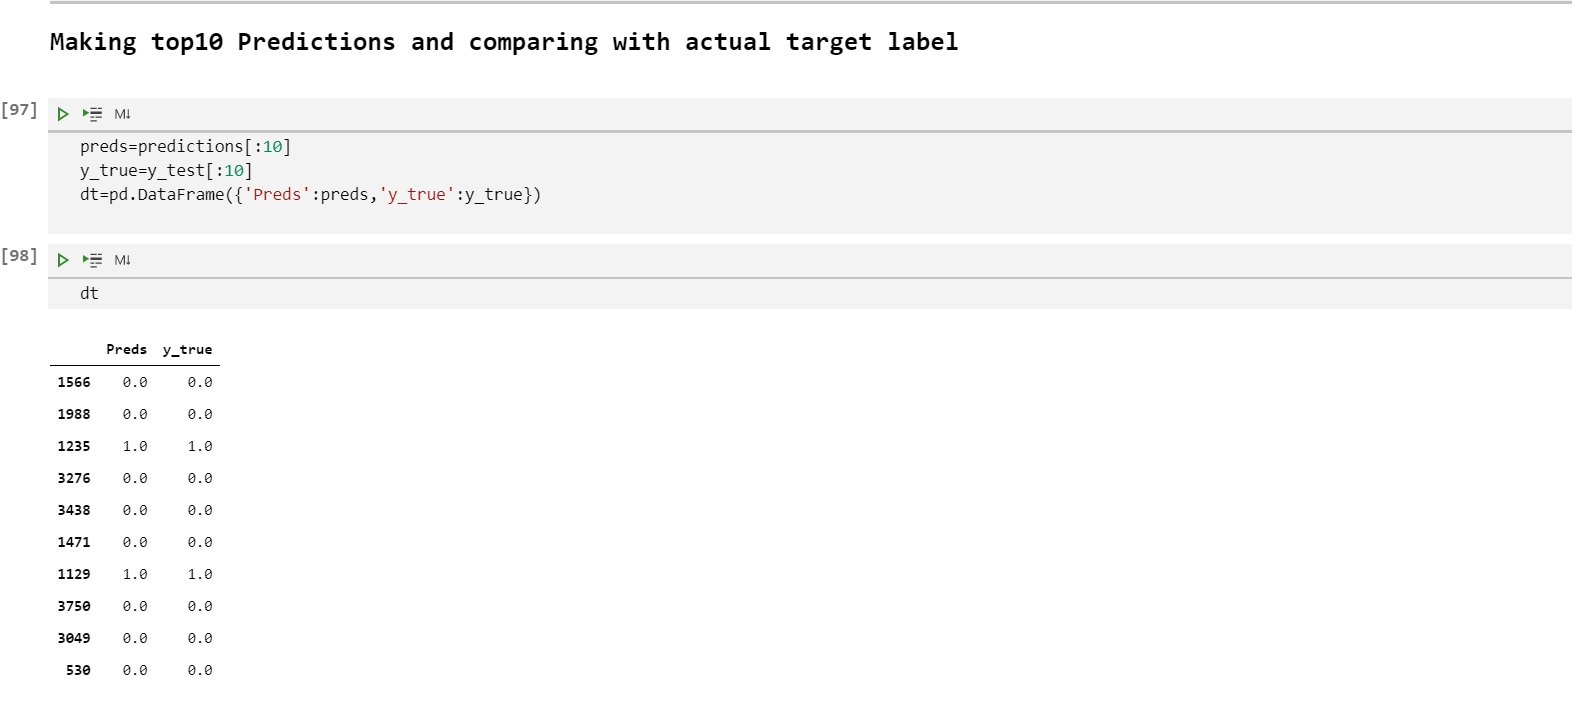 Making top10 Predictions and comparing with actual target label
[97]
M↓
preds=predictions[:10]
y_true=y_test[:10]
dt=pd.DataFrame({'Preds':preds,'y_true':y_true})
[98]
M↓
dt
Preds y_true
1566 0.0 0.0
1988 0.0 0.0
1235 1.0 1.0
3276 0.0 0.0
3438 0.0 0.0
1471 0.0 0.0
1129 1.0 1.0
3750 0.0 0.0
3049 0.0 0.0
530 0.0 0.0